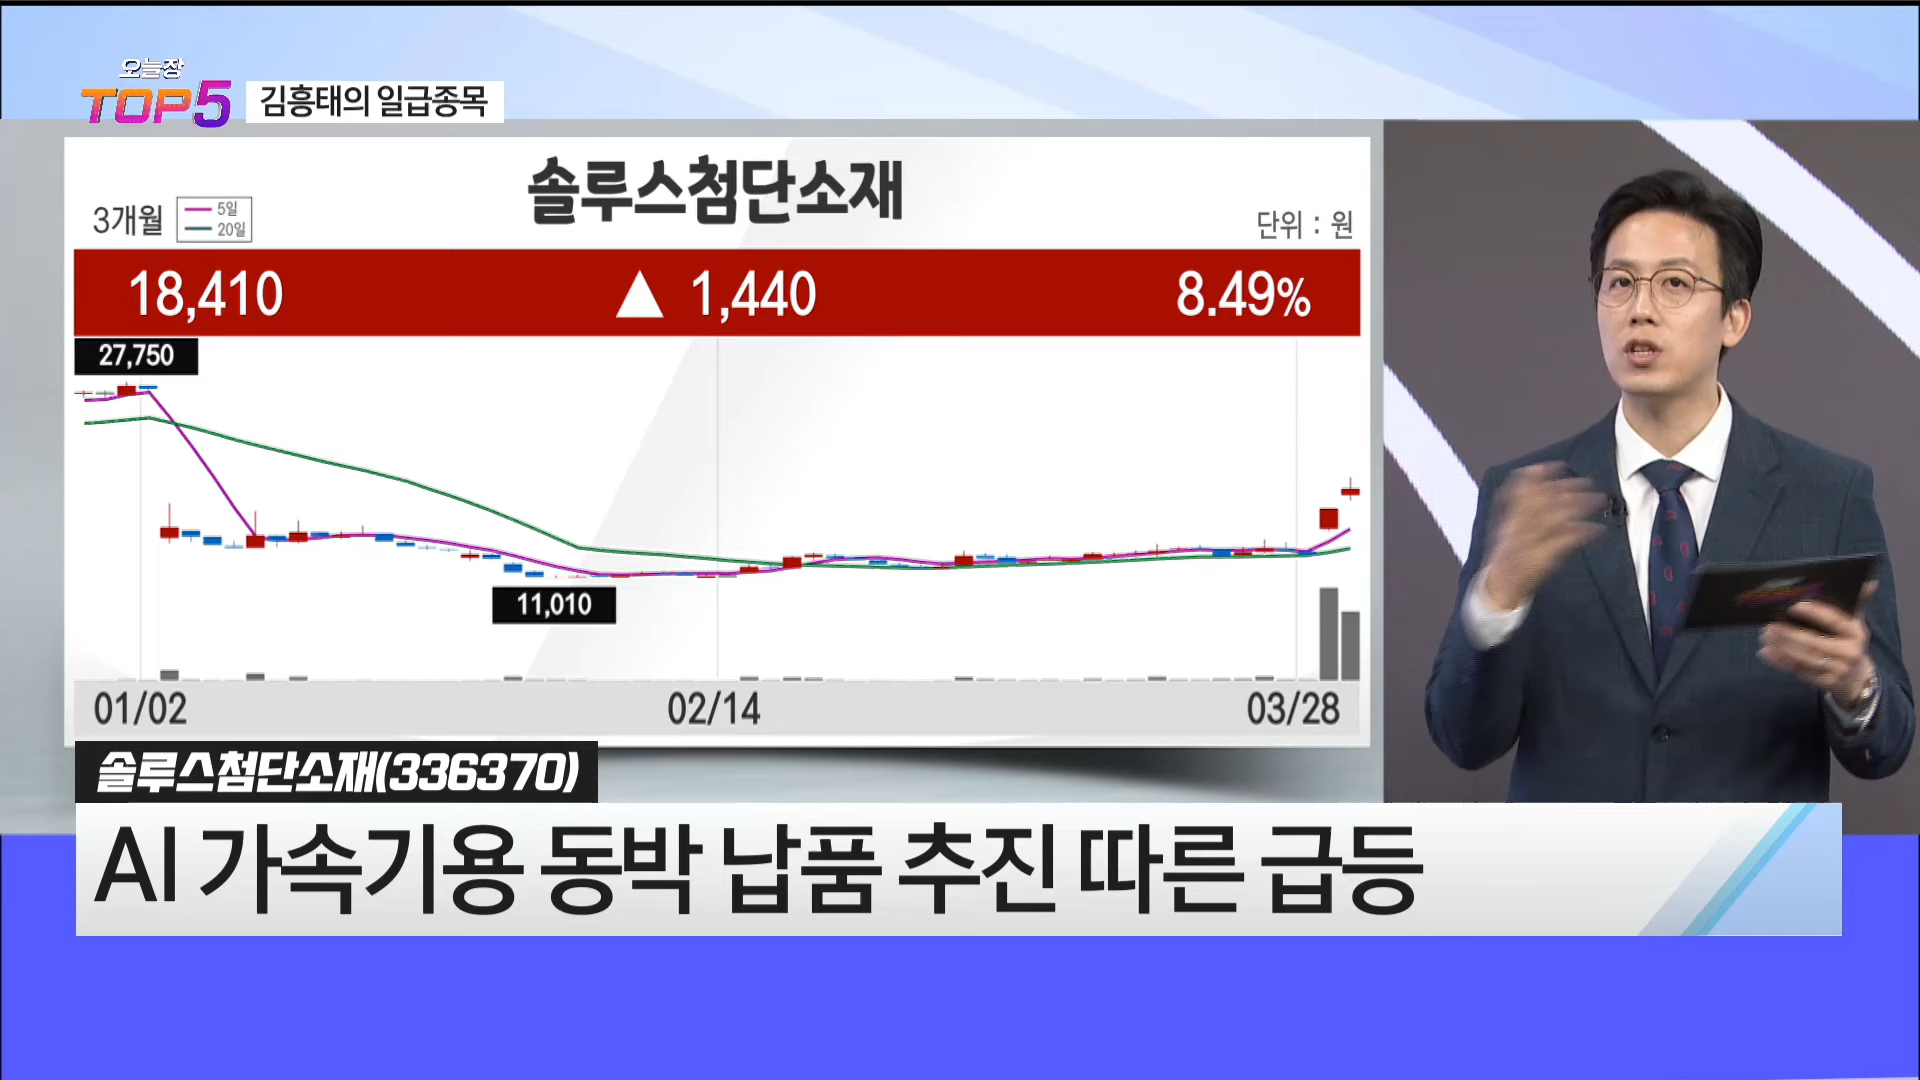 오늘장
TOP5
김흥태의 일급종목
솔루스첨단소재
3개월
5일
20일
단위 : 원
18,410 ▲ 1,440 8.49%
27,750
11,010
01/02 02/14 03/28
솔루스첨단소재(336370)
AI 가속기용 동박 납품 추진 따른 급등